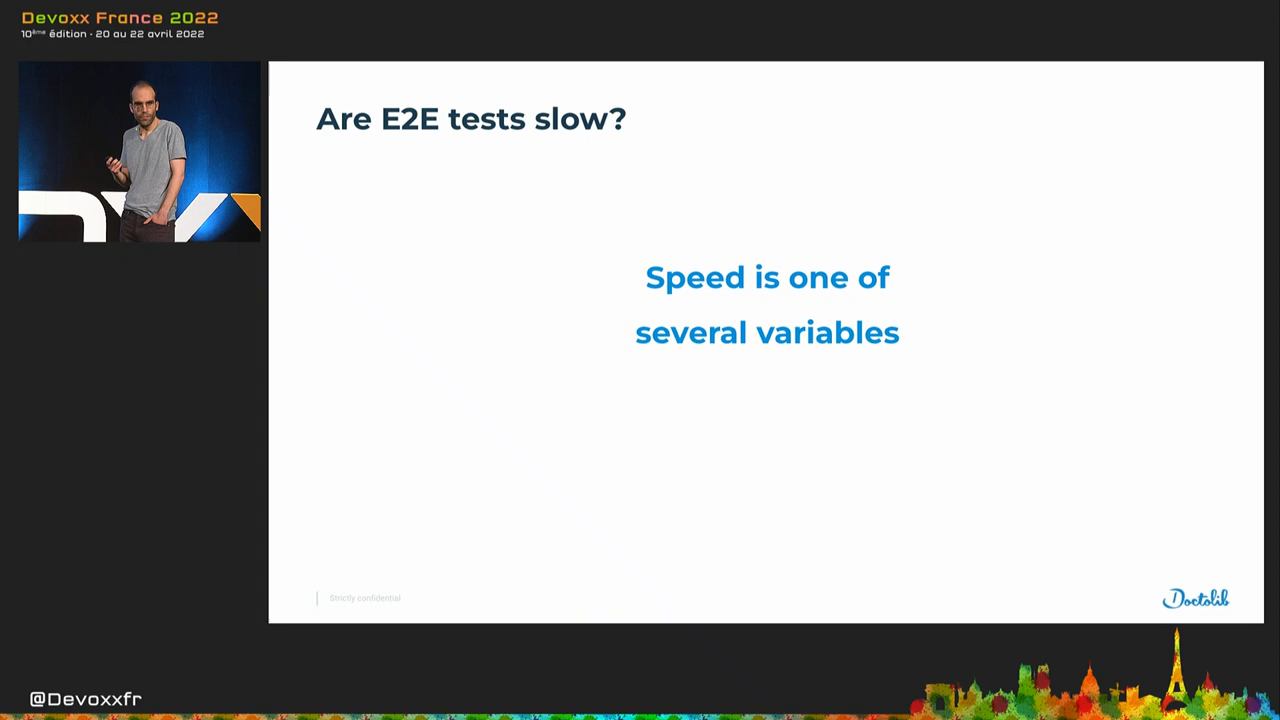 Devoxx France 2022
10ème édition - 20 au 22 avril 2022
Are E2E tests slow?
Speed is one of
several variables
Strictly confidential
Doctolib
@Devoxxfr